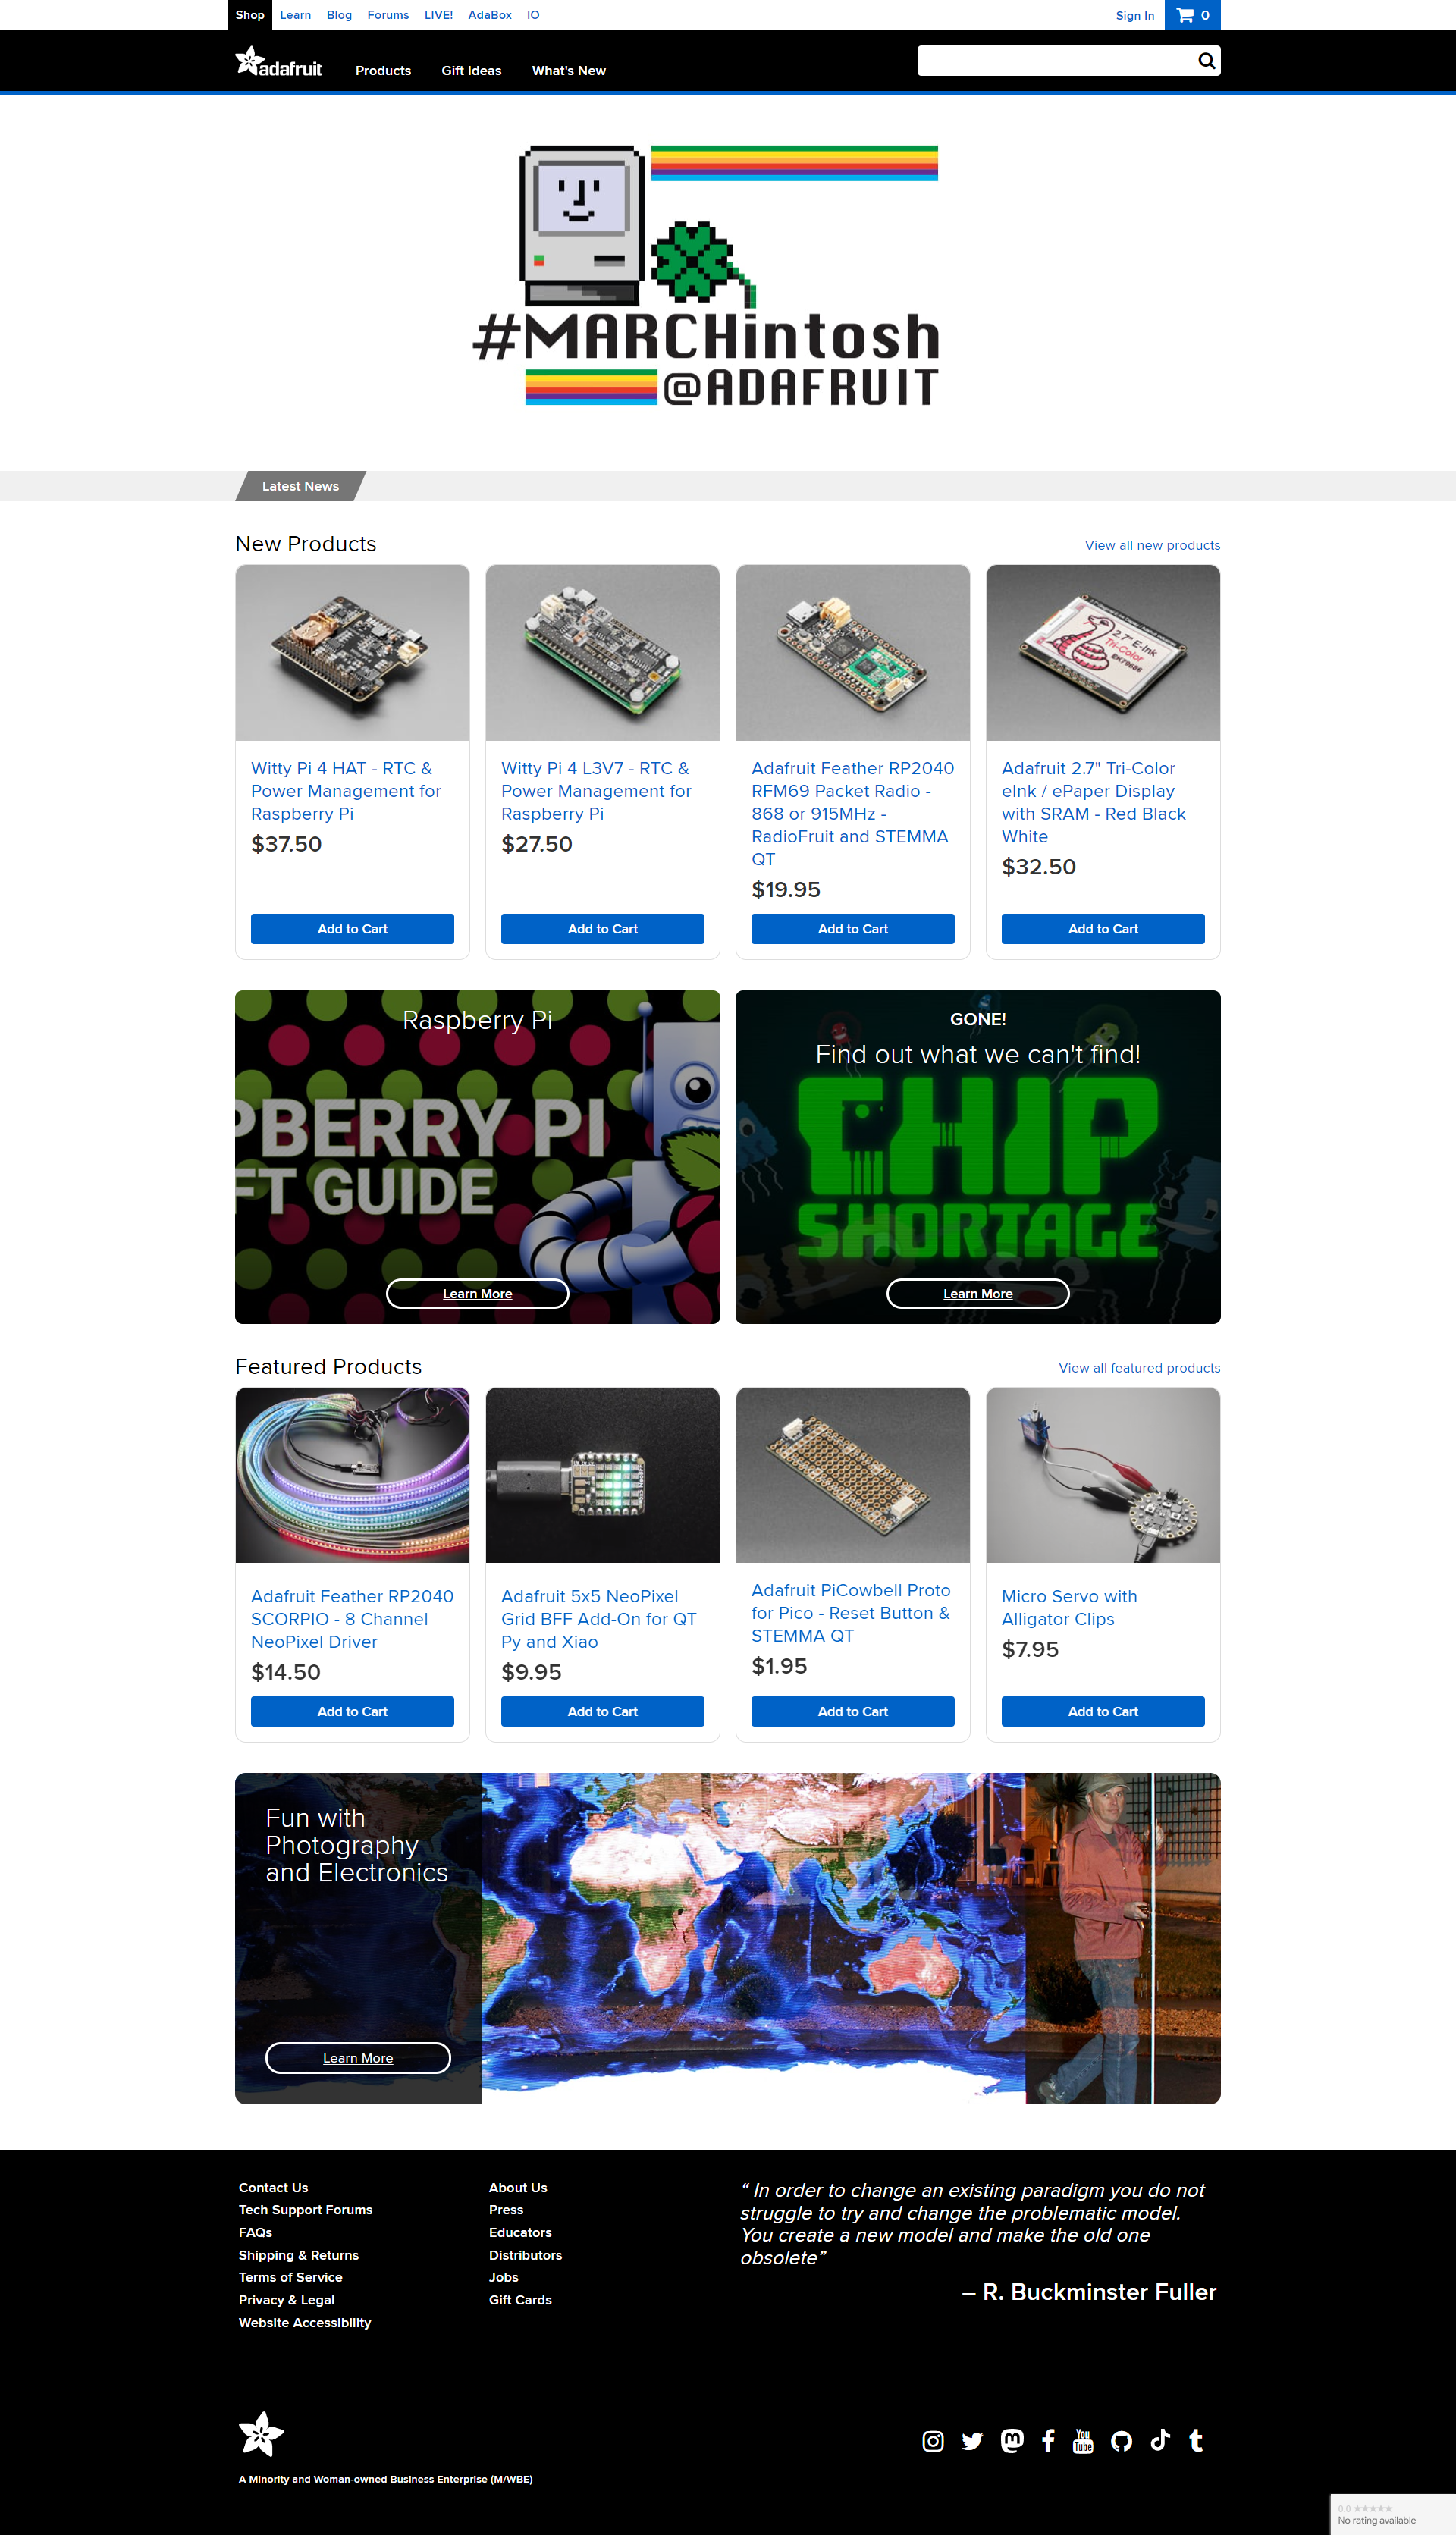 Shop Learn Blog Forums LIVE! AdaBox IO Sign In 0
adafruit Products Gift Ideas What's New
#MARCHintosh
@ADAFRUIT
Latest News
New Products View all new products
2.7" E-Ink
Tri-Color
EK79686
Witty Pi 4 HAT - RTC &
Power Management for
Raspberry Pi
$37.50
Add to Cart
Witty Pi 4 L3V7 - RTC &
Power Management for
Raspberry Pi
$27.50
Add to Cart
Adafruit Feather RP2040
RFM69 Packet Radio -
868 or 915MHz -
RadioFruit and STEMMA
QT
$19.95
Add to Cart
Adafruit 2.7" Tri-Color
eInk / ePaper Display
with SRAM - Red Black
White
$32.50
Add to Cart
Raspberry Pi
PBERRY PI
FT GUIDE
Learn More
GONE!
Find out what we can't find!
CHIP
SHORTAGE
Learn More
Featured Products View all featured products
Adafruit Feather RP2040
SCORPIO - 8 Channel
NeoPixel Driver
$14.50
Add to Cart
Adafruit 5x5 NeoPixel
Grid BFF Add-On for QT
Py and Xiao
$9.95
Add to Cart
Adafruit PiCowbell Proto
for Pico - Reset Button &
STEMMA QT
$1.95
Add to Cart
Micro Servo with
Alligator Clips
$7.95
Add to Cart
Fun with
Photography
and Electronics
Learn More
Contact Us
Tech Support Forums
FAQs
Shipping & Returns
Terms of Service
Privacy & Legal
Website Accessibility
About Us
Press
Educators
Distributors
Jobs
Gift Cards
“ In order to change an existing paradigm you do not
struggle to try and change the problematic model.
You create a new model and make the old one
obsolete”
– R. Buckminster Fuller
You
Tube
A Minority and Woman-owned Business Enterprise (M/WBE)
0.0 ★★★★★
No rating available